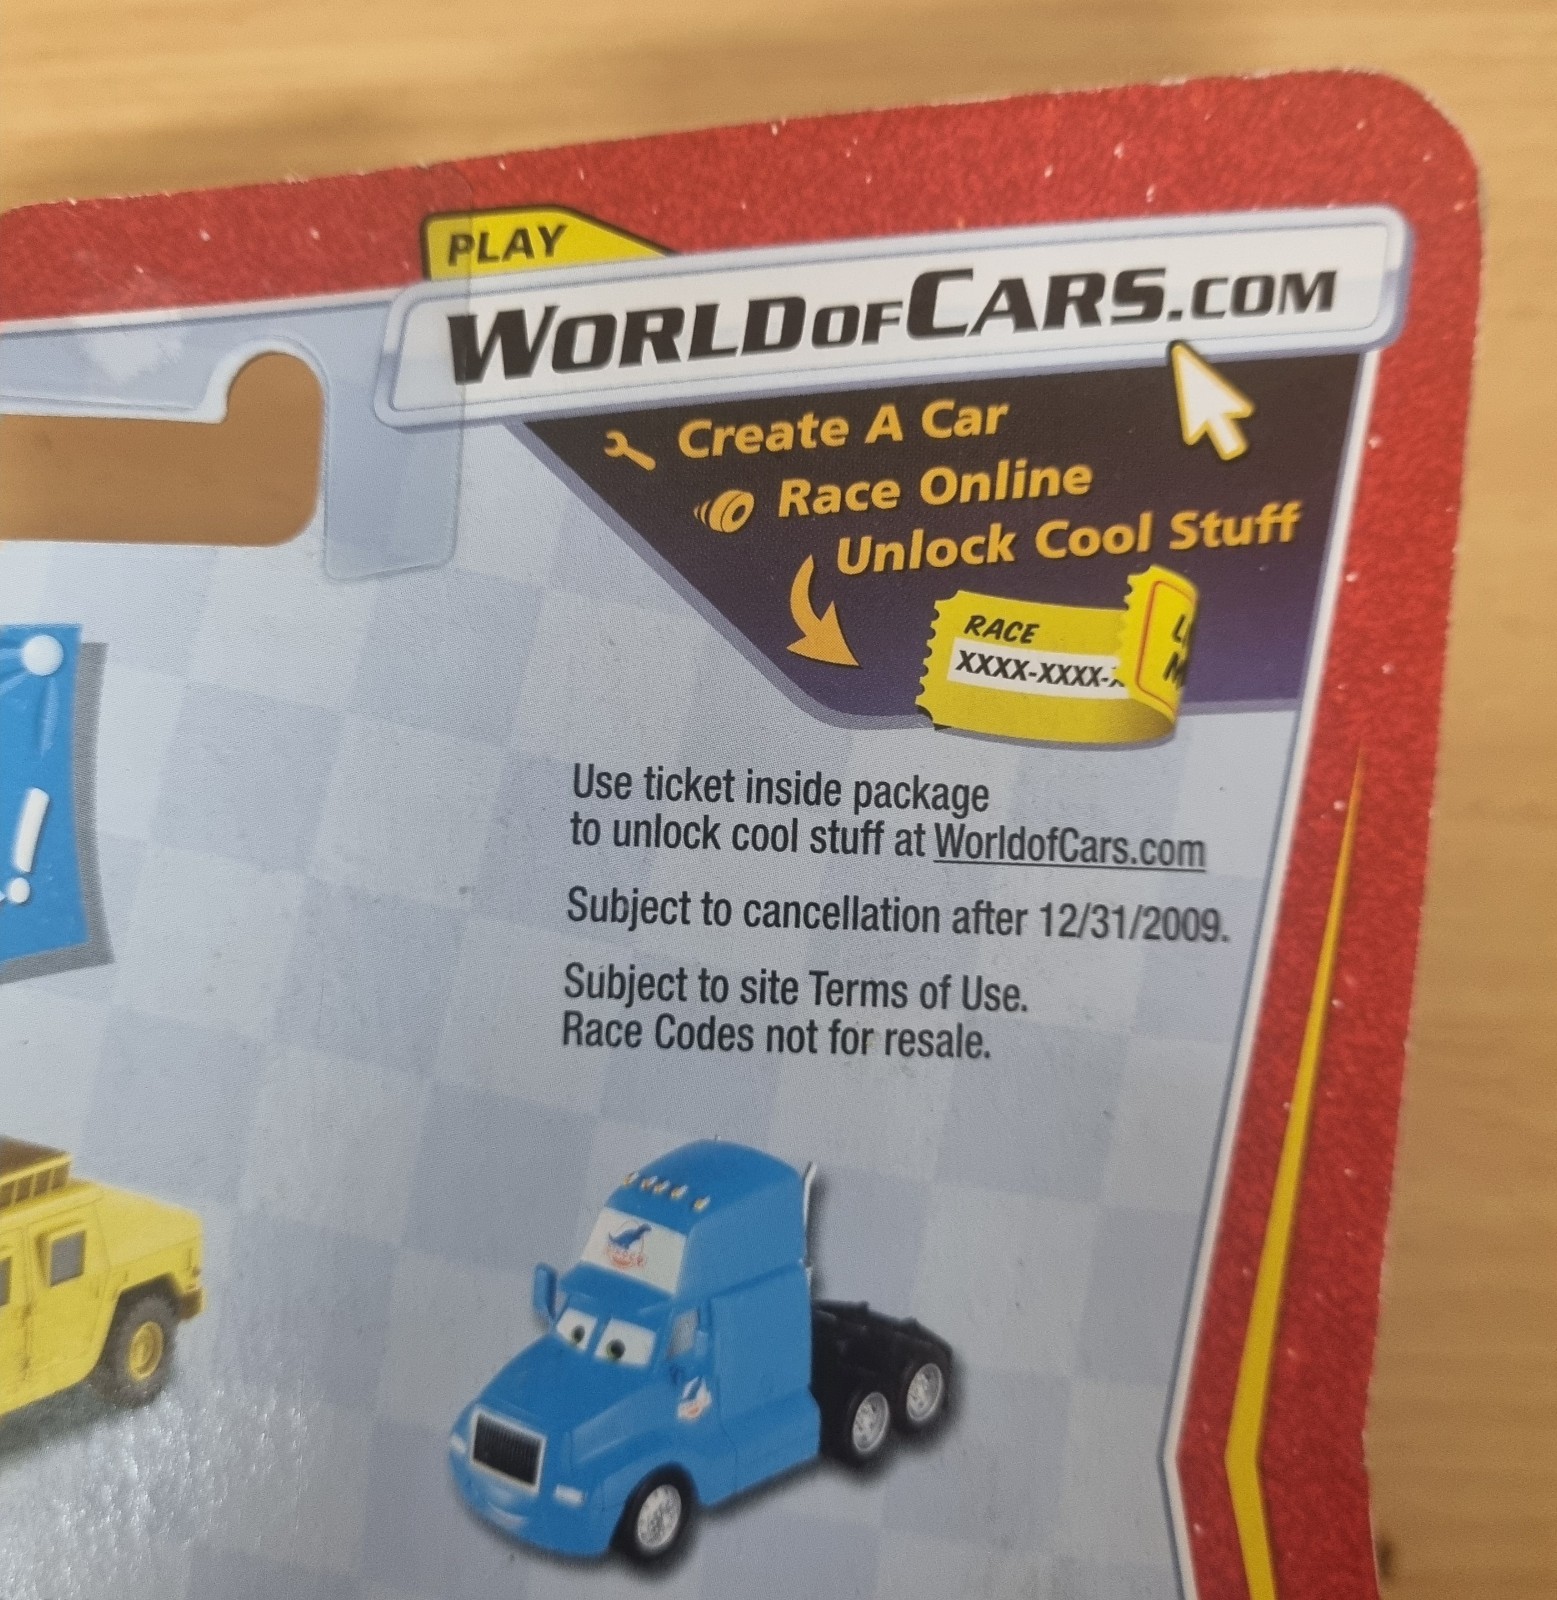 PLAY
WORLDOFCARS.COM
Create A Car
Race Online
Unlock Cool Stuff
RACE
XXXX-XXXX-
Use ticket inside package
to unlock cool stuff at WorldofCars.com
Subject to cancellation after 12/31/2009.
Subject to site Terms of Use.
Race Codes not for resale.